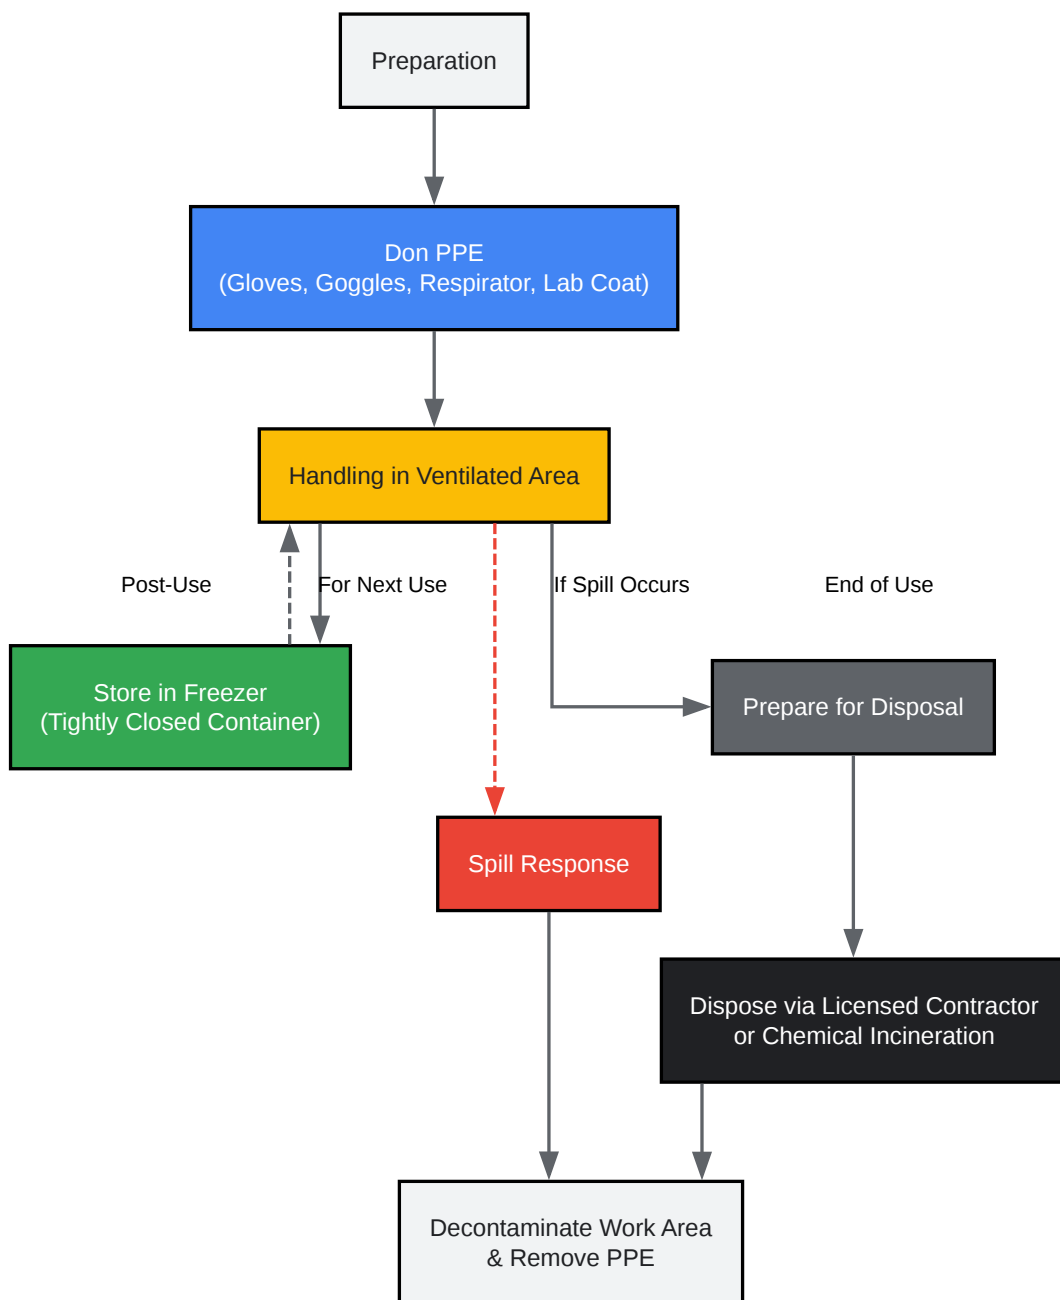 Preparation
Don PPE
(Gloves, Goggles, Respirator, Lab Coat)
Handling in Ventilated Area
Post-Use
For Next Use
If Spill Occurs
End of Use
Store in Freezer
(Tightly Closed Container)
Prepare for Disposal
Spill Response
Dispose via Licensed Contractor
or Chemical Incineration
Decontaminate Work Area
& Remove PPE